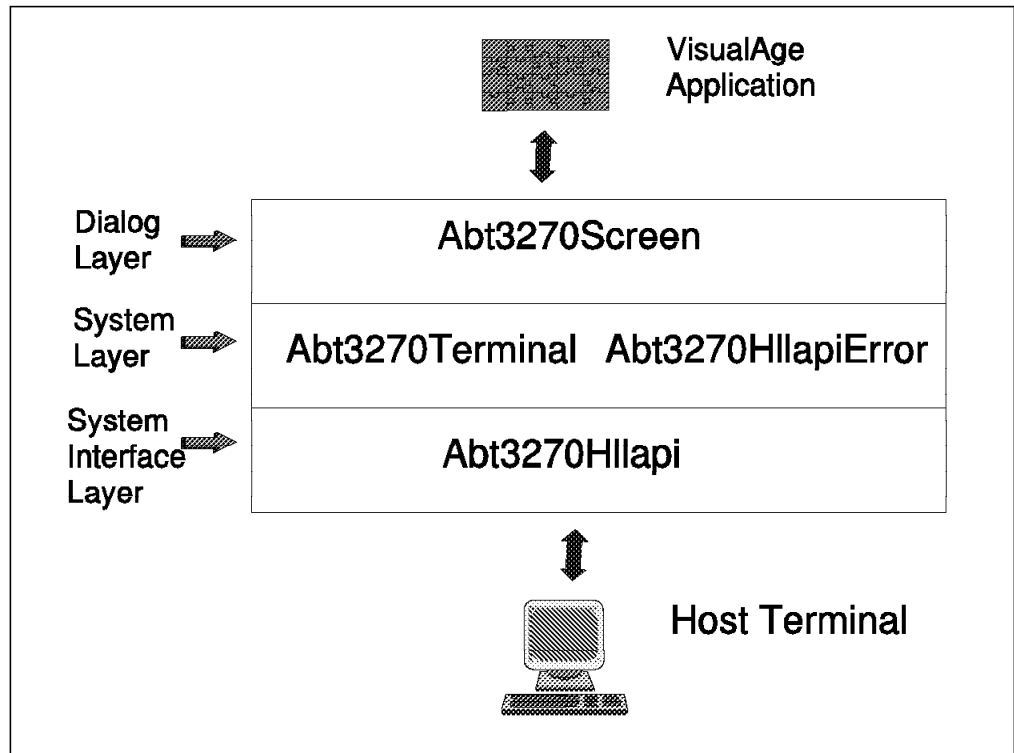 VisualAge
Application
Dialog
Layer
Abt3270Screen
System
Layer
Abt3270Terminal Abt3270HllapiError
System
Interface
Layer
Abt3270Hllapi
Host Terminal